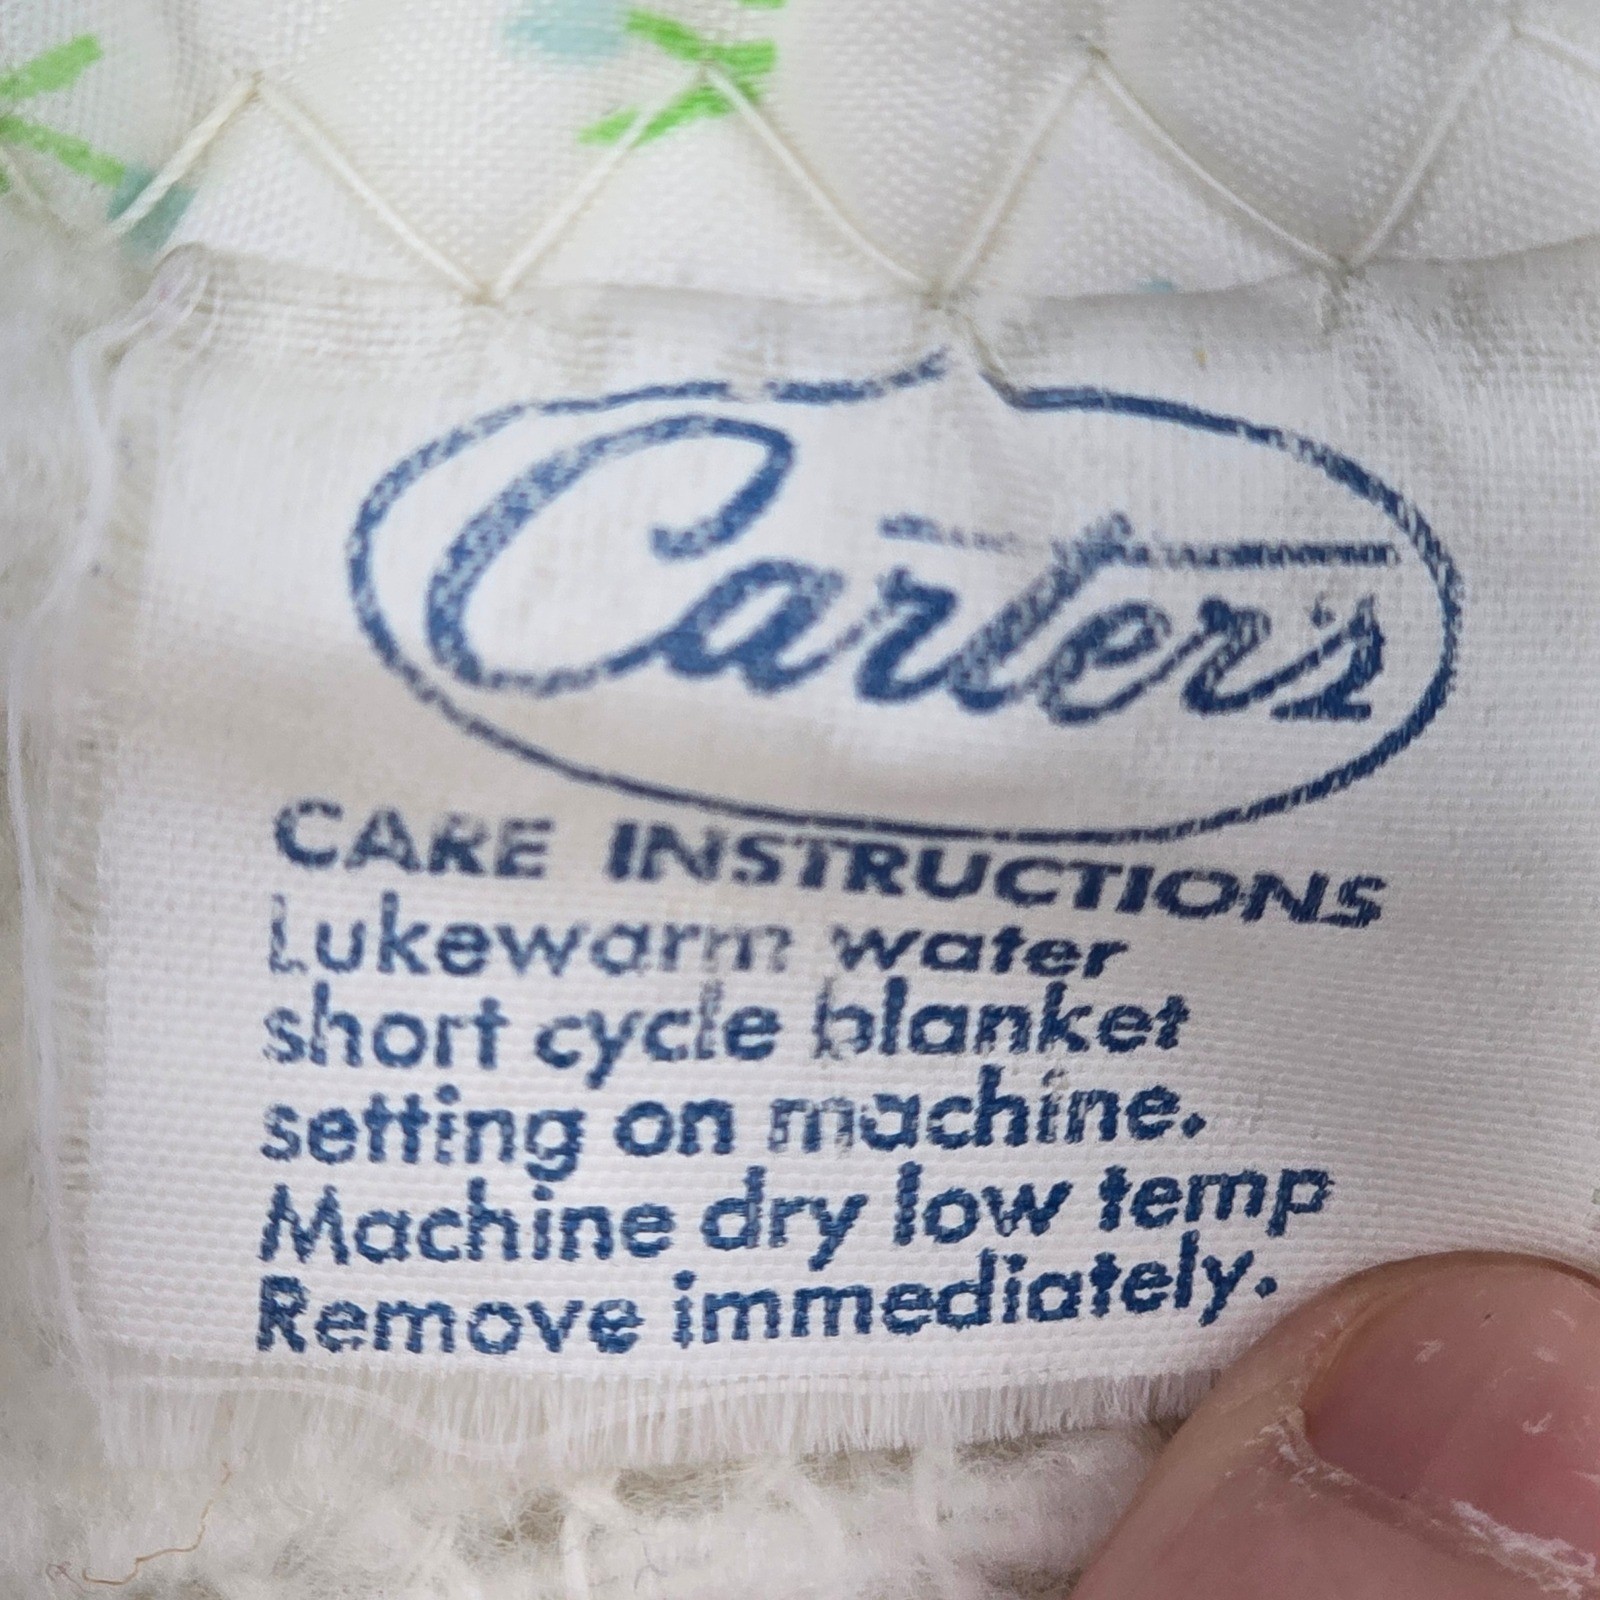 Carter's
CARE INSTRUCTIONS
Lukewarm water
short cycle blanket
setting on machine.
Machine dry low temp
Remove immediately.